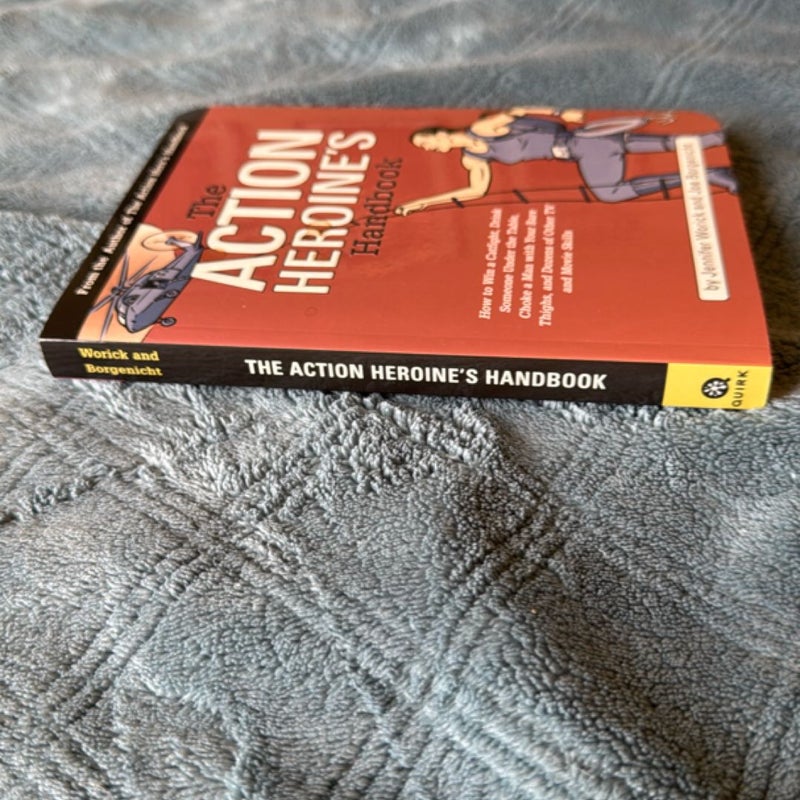 From the Authors of The Action Hero's Handbook
The
ACTION
HEROINE'S
Handbook
How to Win a Catfight, Drink
Someone Under the Table,
Choke a Man with Your Bare
Thighs, and Dozens of Other TV
and Movie Skills
by Jennifer Worick and Joe Borgenicht
Worick and
Borgenicht
THE ACTION HEROINE'S HANDBOOK
QUIRK